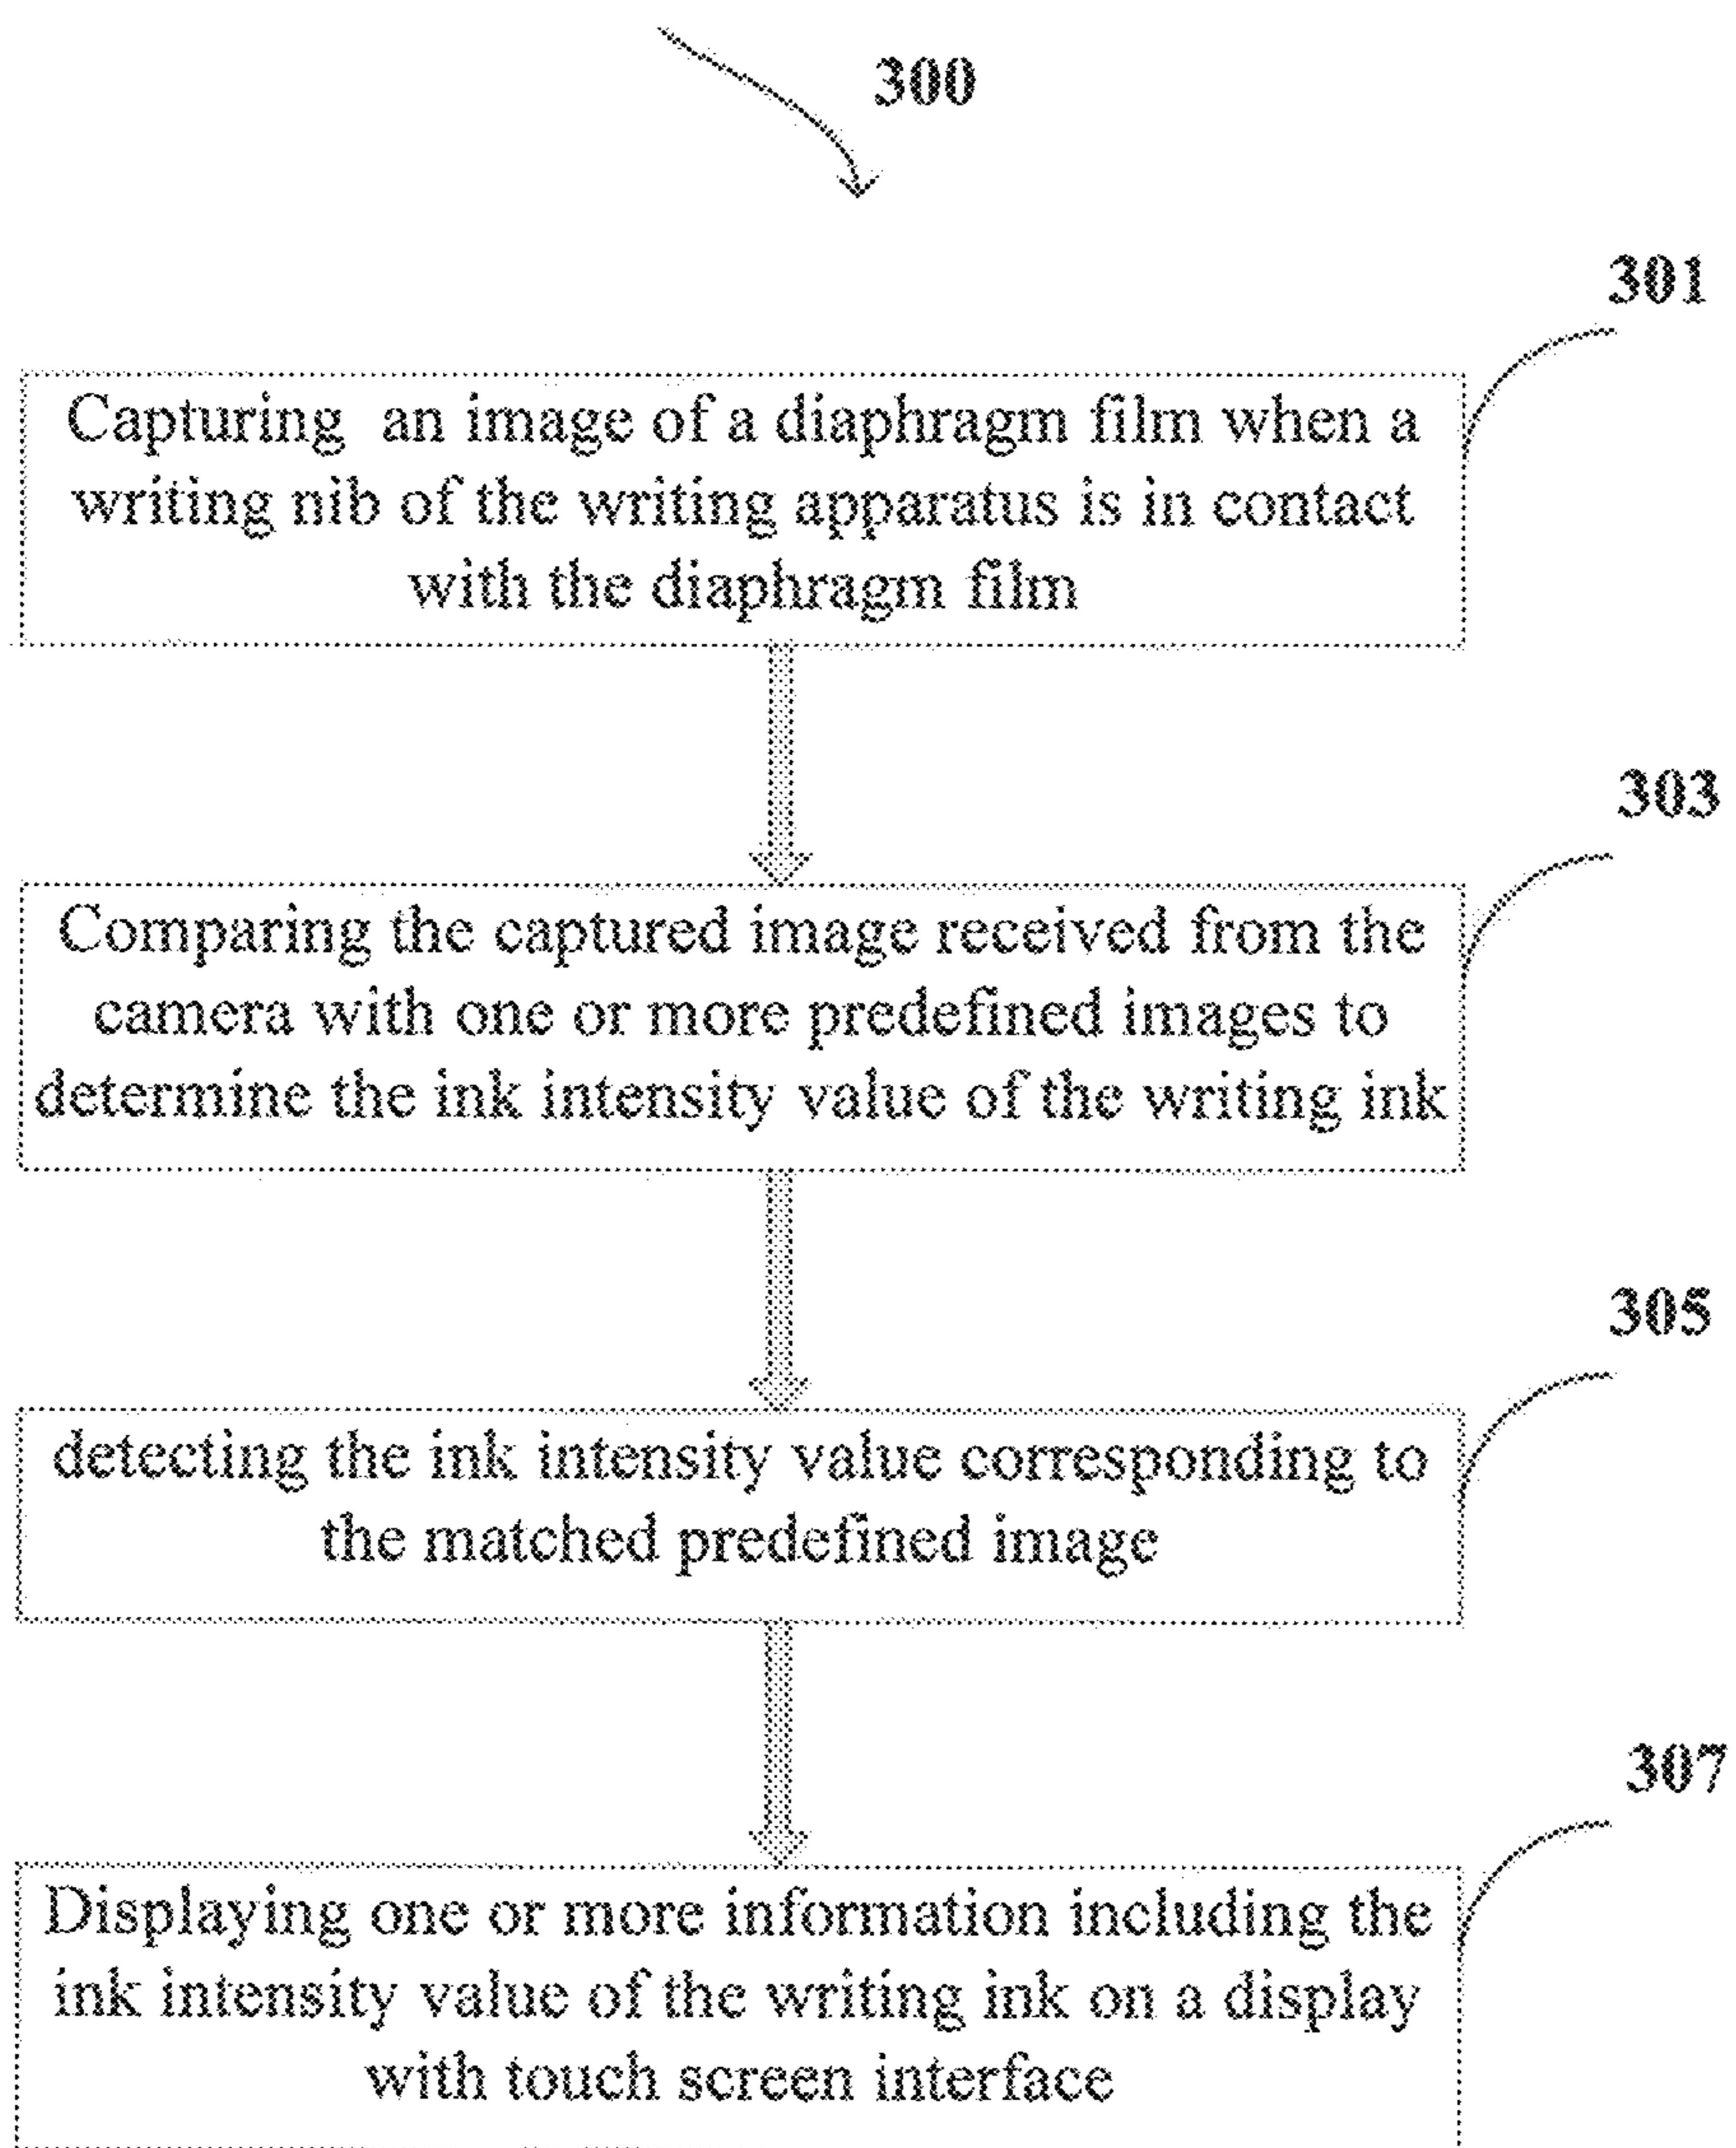 300
301
Capturing an image of a diaphragm film when a
writing nib of the writing apparatus is in contact
with the diaphragm film
303
Comparing the captured image received from the
camera with one or more predefined images to
determine the ink intensity value of the writing ink
305
detecting the ink intensity value corresponding to
the matched predefined image
307
Displaying one or more information including the
ink intensity value of the writing ink on a display
with touch screen interface